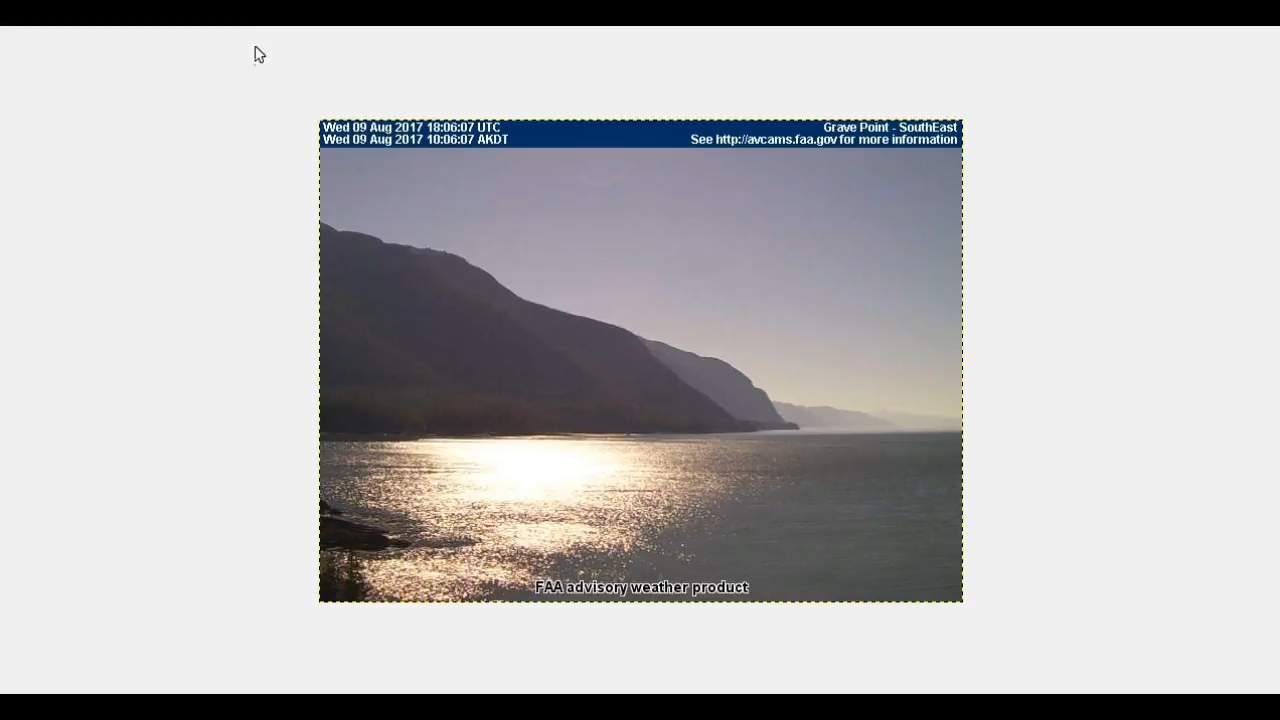 Wed 09 Aug 2017 18:06:07 UTC
Grave Point - SouthEast
Wed 09 Aug 2017 10:06:07 AKDT
See http://avcams.faa.gov for more information
FAA advisory weather product